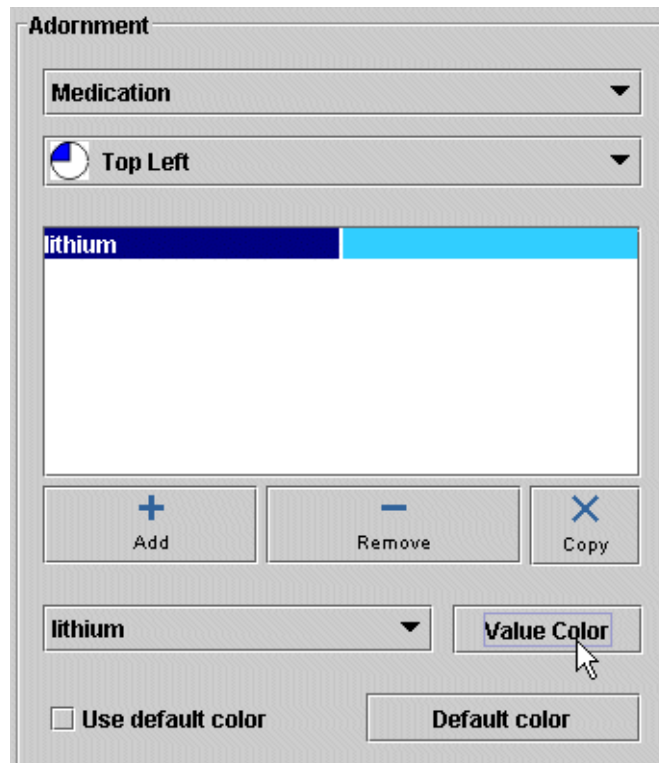 Adornment
Medication
Top Left
lithium
Add Remove Copy
lithium Value Color
Use default color Default color